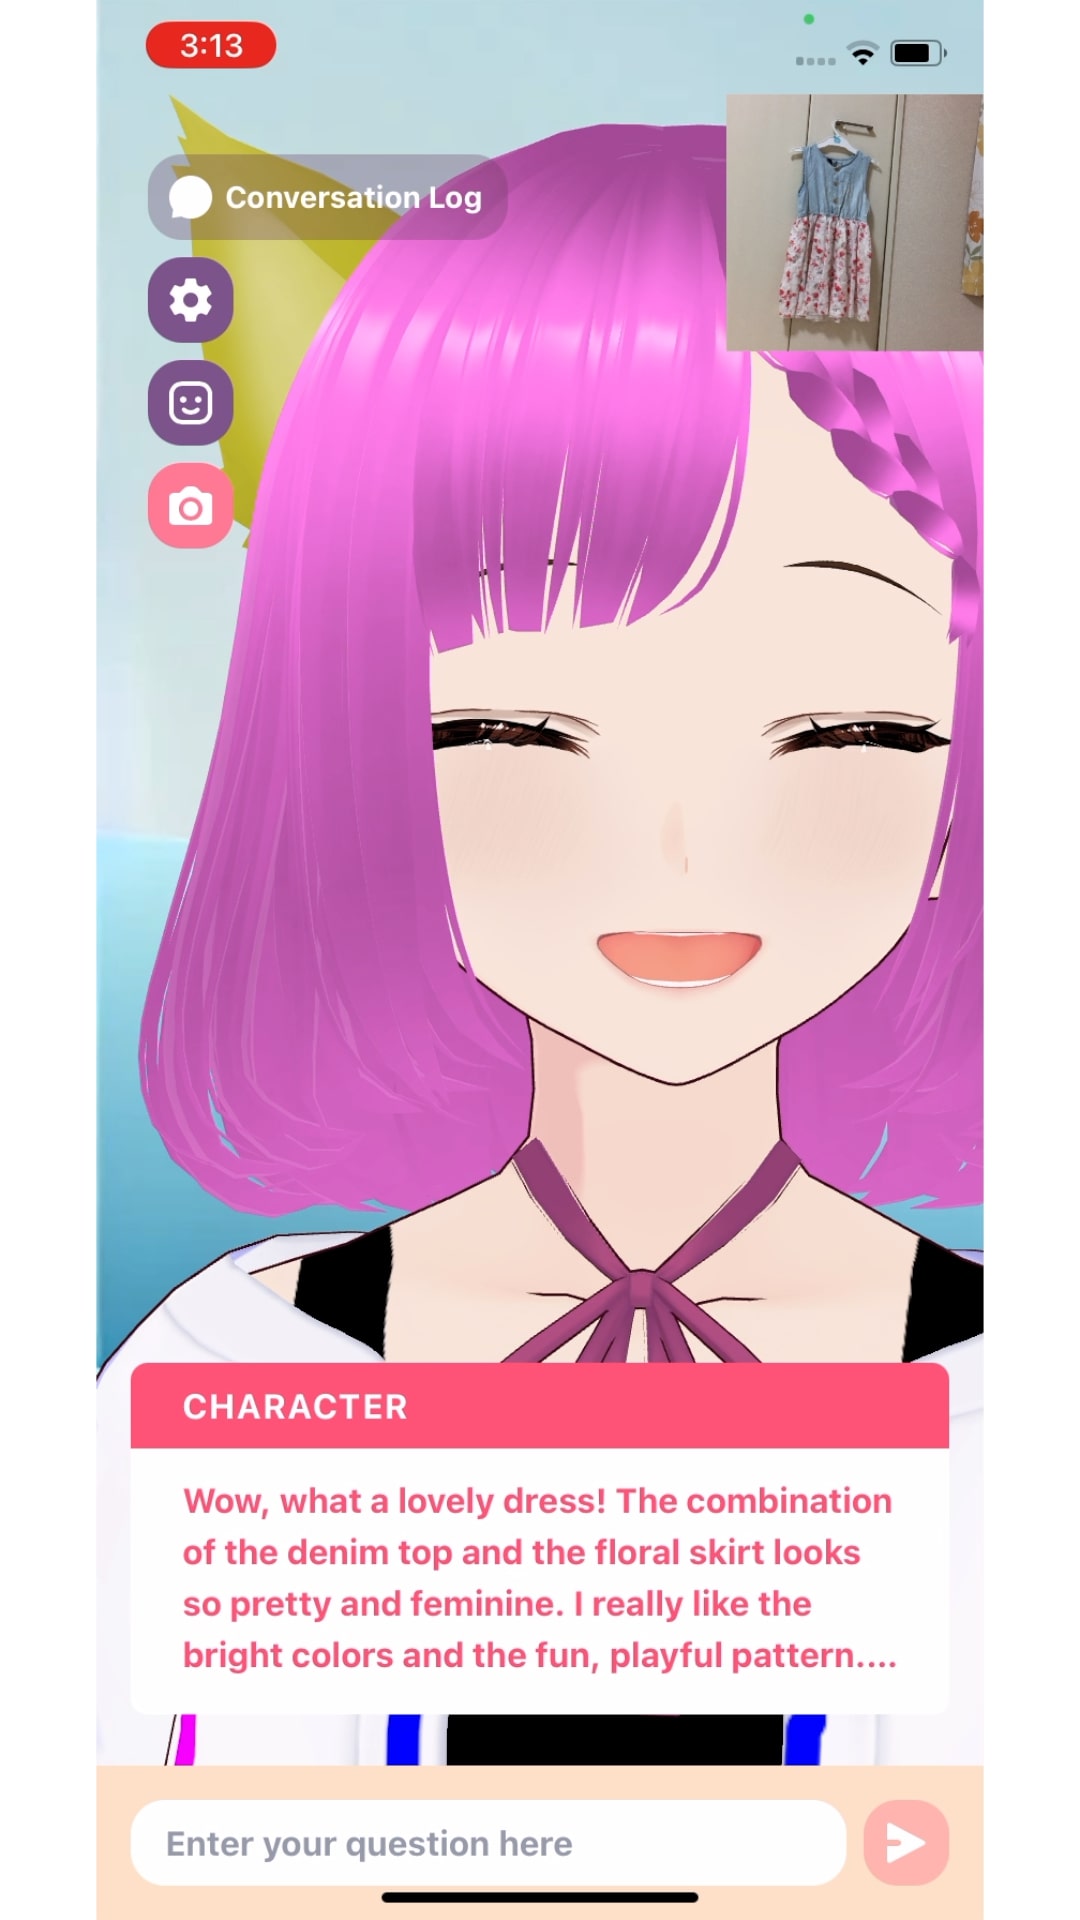 3:13
Conversation Log
CHARACTER
Wow, what a lovely dress! The combination
of the denim top and the floral skirt looks
so pretty and feminine. I really like the
bright colors and the fun, playful pattern....
Enter your question here